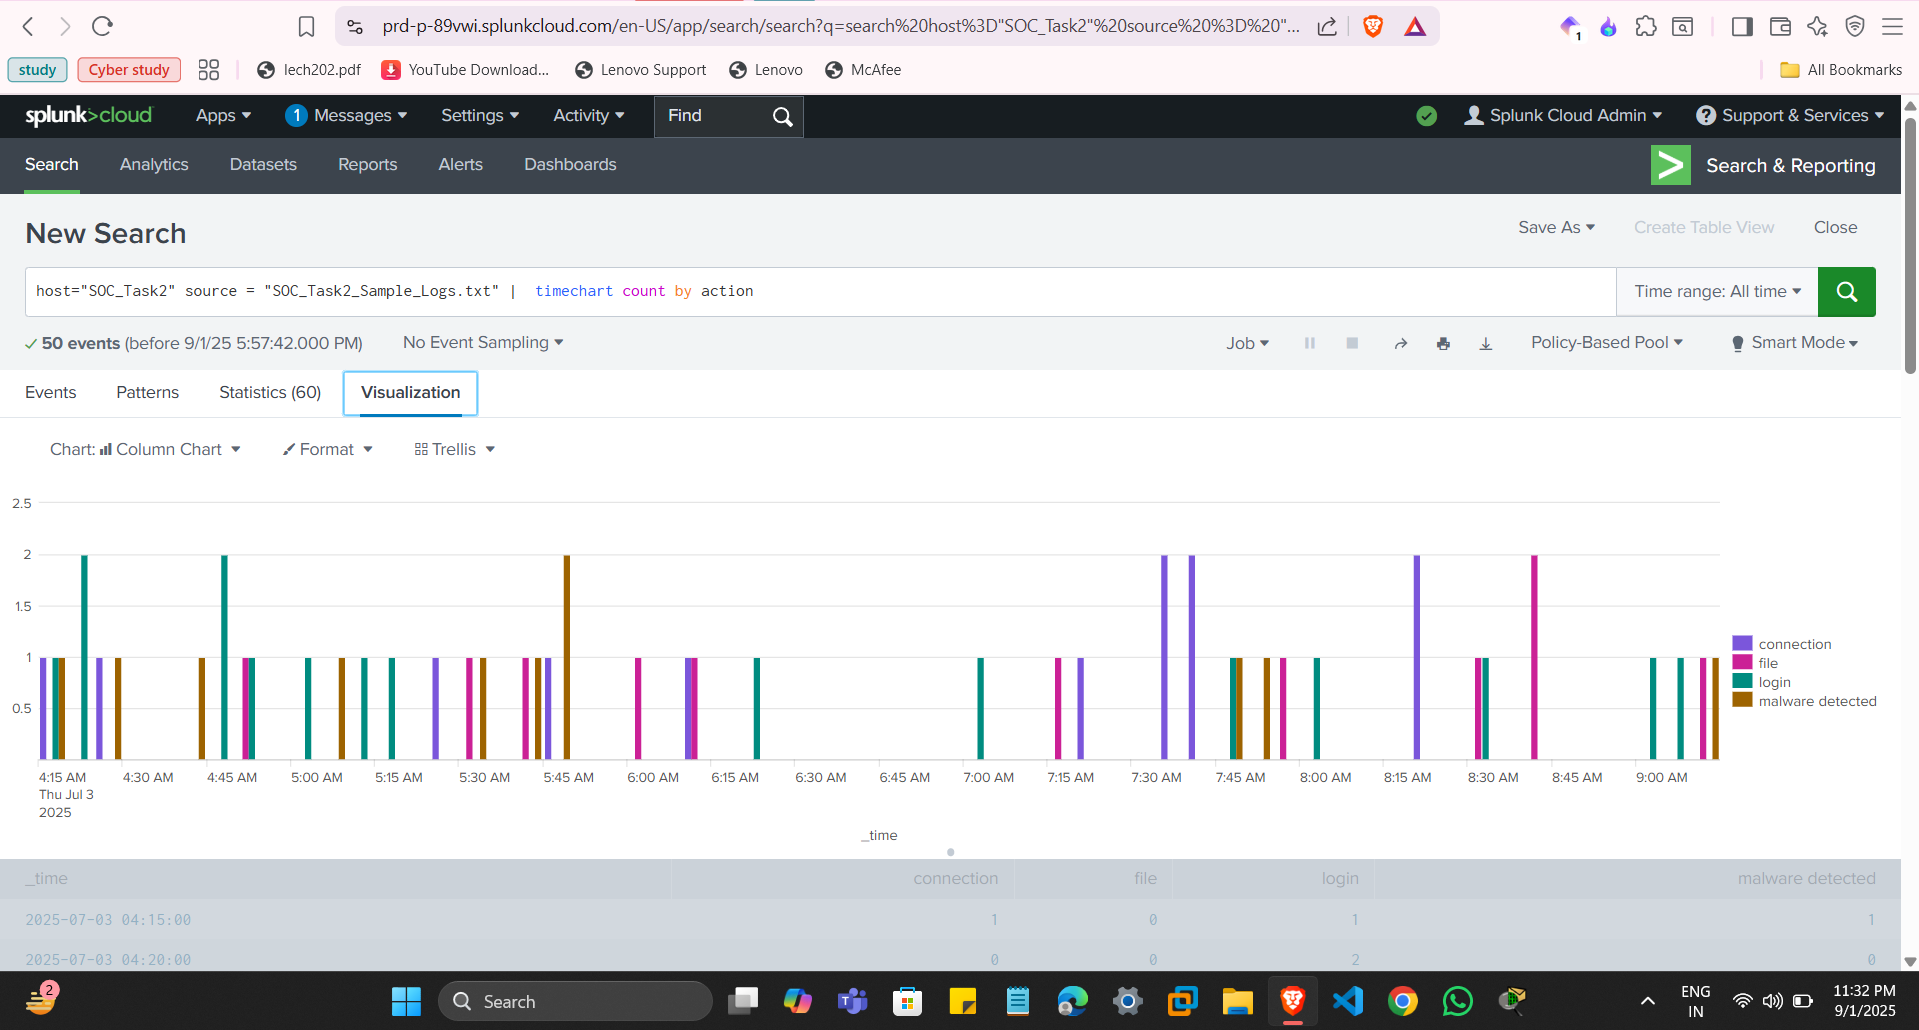 prd-p-89vwi.splunkcloud.com/en-US/app/search/search?q=search%20host%3D"SOC_Task2"%20source%20%3D%20"... 1
study Cyber study lech202.pdf YouTube Download... Lenovo Support Lenovo McAfee All Bookmarks
splunk>cloud Apps 1 Messages Settings Activity Find Splunk Cloud Admin ? Support & Services
Search Analytics Datasets Reports Alerts Dashboards > Search & Reporting
New Search Save As Create Table View Close
host="SOC_Task2" source = "SOC_Task2_Sample_Logs.txt" | timechart count by action Time range: All time
50 events (before 9/1/25 5:57:42.000 PM) No Event Sampling Job Policy-Based Pool Smart Mode
Events Patterns Statistics (60) Visualization
Chart: Column Chart Format Trellis
2.5
2
1.5
1
0.5
connection
file
login
malware detected
4:15 AM 4:30 AM 4:45 AM 5:00 AM 5:15 AM 5:30 AM 5:45 AM 6:00 AM 6:15 AM 6:30 AM 6:45 AM 7:00 AM 7:15 AM 7:30 AM 7:45 AM 8:00 AM 8:15 AM 8:30 AM 8:45 AM 9:00 AM
Thu Jul 3
2025
_time
_time connection file login malware detected
2025-07-03 04:15:00 1 0 1 1
2025-07-03 04:20:00 0 0 2 0
2 Search ENG 11:32 PM
IN 9/1/2025